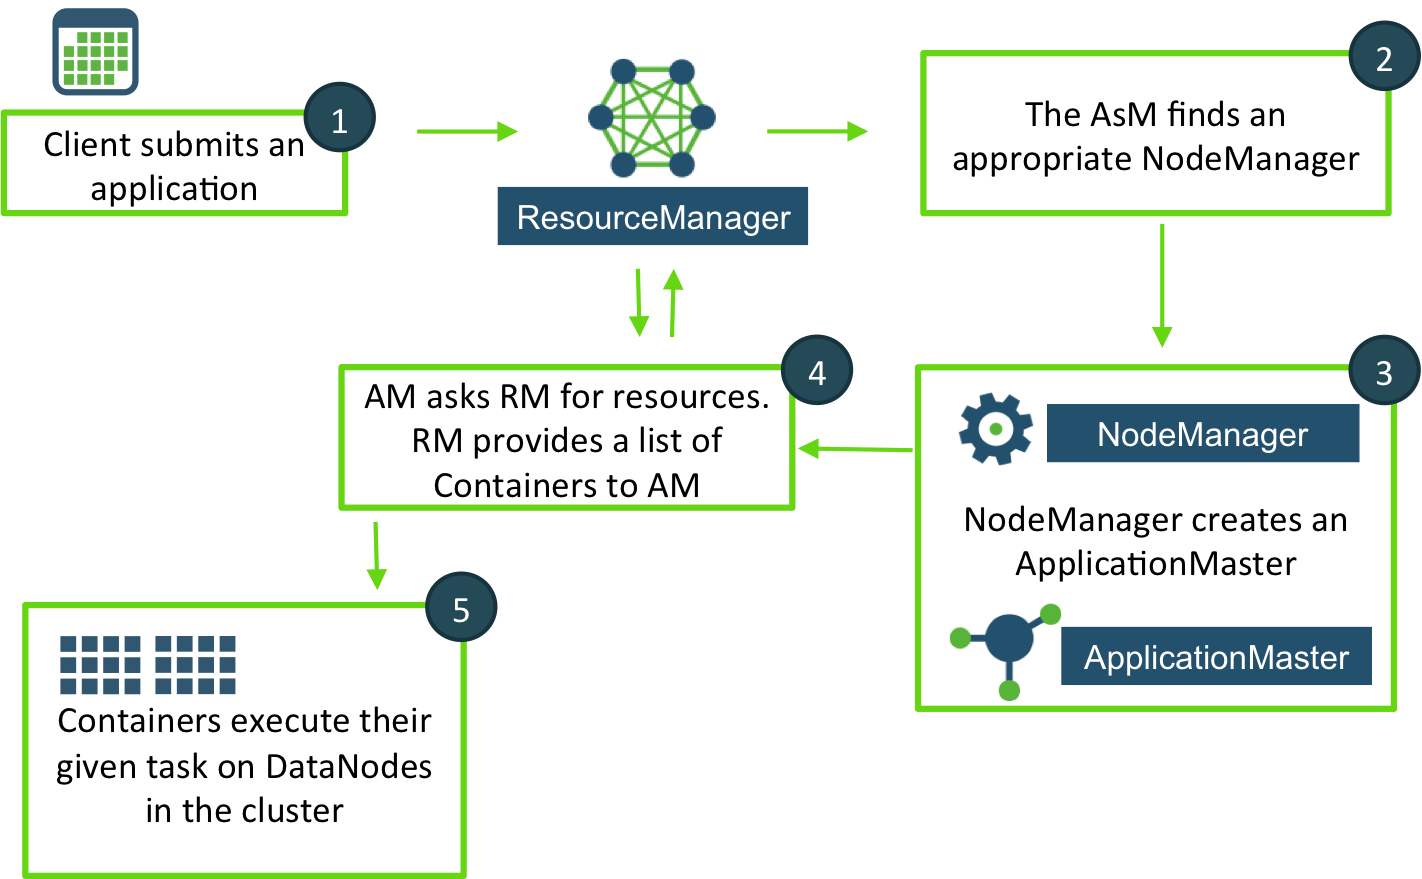 1
Client submits an
application
ResourceManager
2
The AsM finds an
appropriate NodeManager
3
NodeManager
NodeManager creates an
ApplicationMaster
ApplicationMaster
4
AM asks RM for resources.
RM provides a list of
Containers to AM
5
Containers execute their
given task on DataNodes
in the cluster